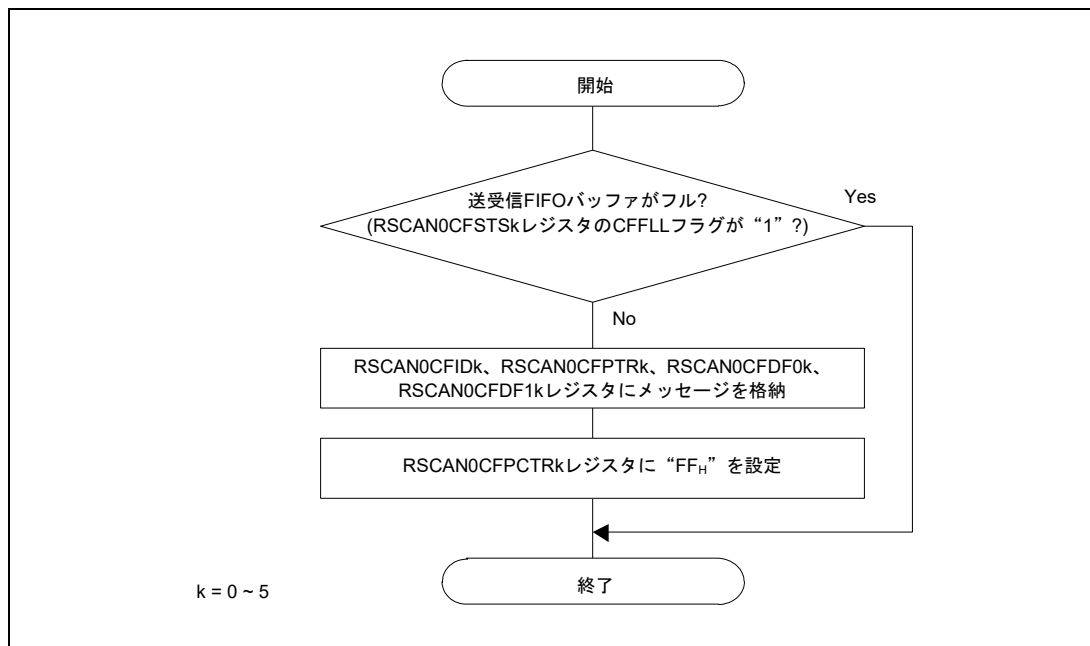 開始
送受信FIFOバッファがフル?
(RSCAN0CFSTSkレジスタのCFFLLフラグが“1”?)
Yes
No
RSCAN0CFIDk、RSCAN0CFPTRk、RSCAN0CFDF0k、
RSCAN0CFDF1kレジスタにメッセージを格納
RSCAN0CFPCTRkレジスタに“FFH”を設定
終了
k = 0 ~ 5